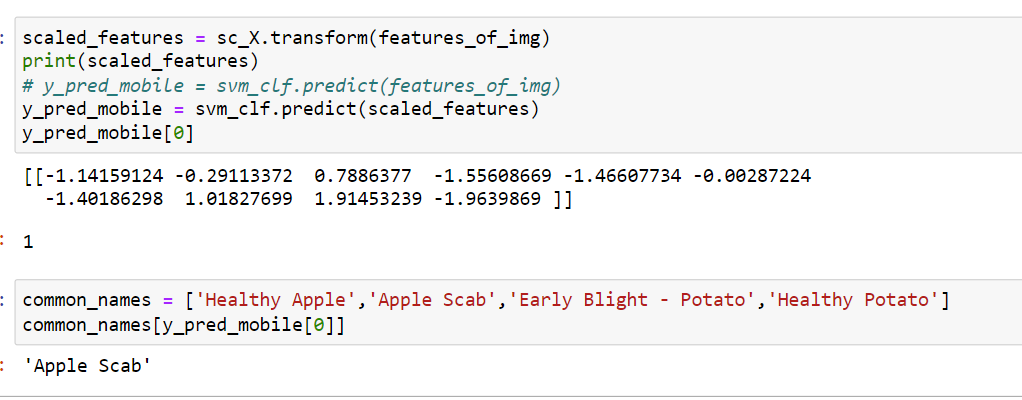 : scaled_features = sc_X.transform(features_of_img)
print(scaled_features)
# y_pred_mobile = svm_clf.predict(features_of_img)
y_pred_mobile = svm_clf.predict(scaled_features)
y_pred_mobile[0]
[[-1.14159124 -0.29113372  0.7886377  -1.55608669 -1.46607734 -0.00287224
  -1.40186298  1.01827699  1.91453239 -1.9639869 ]]
: 1
: common_names = ['Healthy Apple','Apple Scab','Early Blight - Potato','Healthy Potato']
common_names[y_pred_mobile[0]]
: 'Apple Scab'